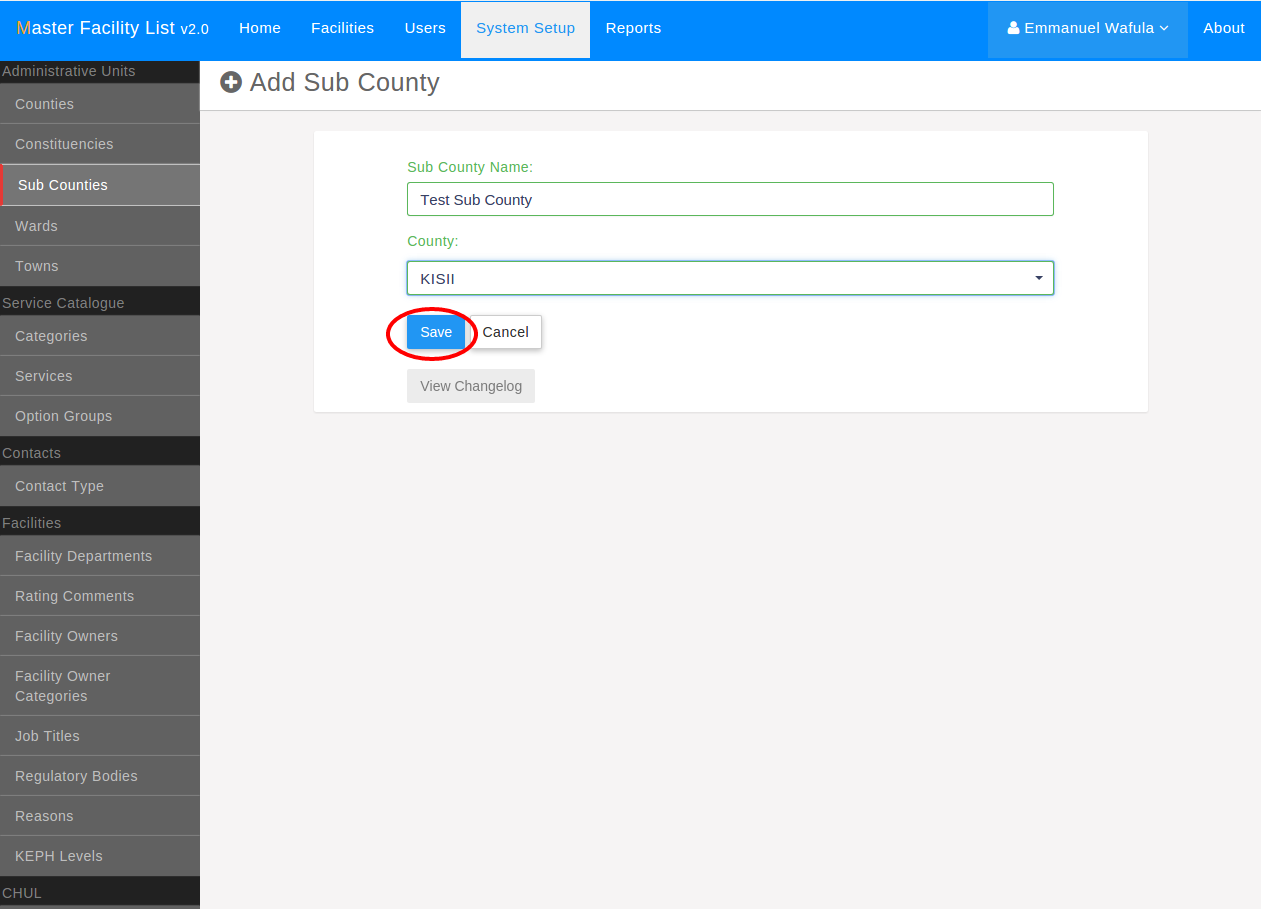 Master Facility List v2.0 Home Facilities Users System Setup Reports Emmanuel Wafula About
Administrative Units
Counties
Constituencies
Sub Counties
Wards
Towns
Service Catalogue
Categories
Services
Option Groups
Contacts
Contact Type
Facilities
Facility Departments
Rating Comments
Facility Owners
Facility Owner
Categories
Job Titles
Regulatory Bodies
Reasons
KEPH Levels
CHUL
Add Sub County
Sub County Name:
Test Sub County
County:
KISII
Save Cancel
View Changelog